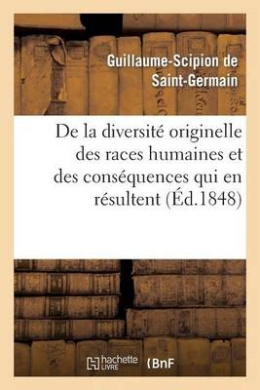 Guillaume-Scipion de
Saint-Germain
De la diversité originelle des races humaines et
des conséquences qui en résultent (Éd.1848)
hachette
LIVRE
{BnF